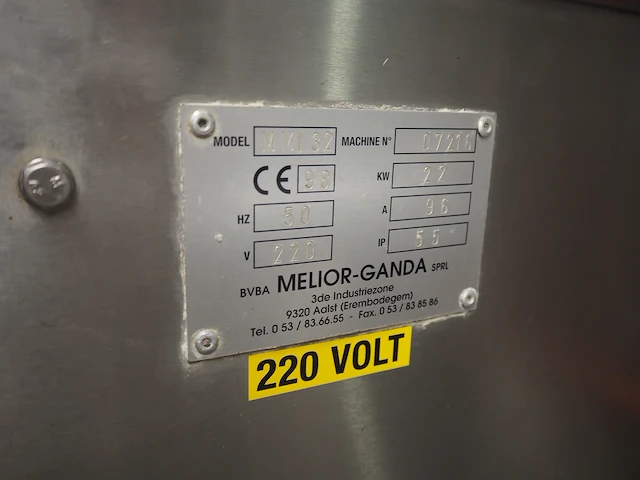 MODEL MACHINE N°
CE 98 KW 22
HZ 50 A 96
V 220 IP 55
BVBA MELIOR-GANDA SPRL
3de Industriezone
9320 Aalst (Erembodegem)
Tel. 0 53 / 83.66.55 - Fax. 0 53 / 83 85 86
220 VOLT